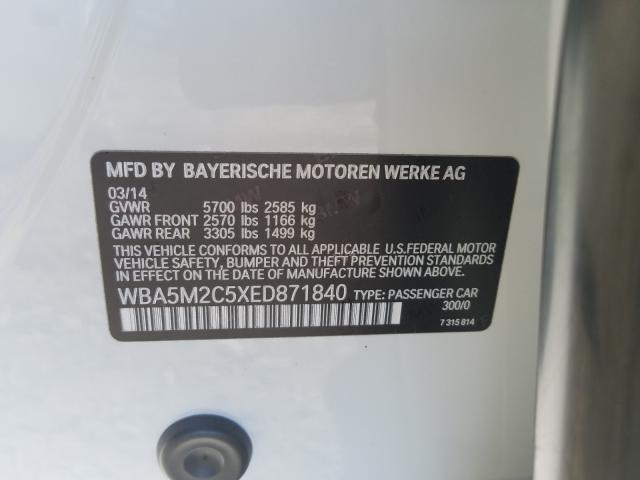 MFD BY BAYERISCHE MOTOREN WERKE AG
03/14
GVWR 5700 lbs 2585 kg
GAWR FRONT 2570 lbs 1166 kg
GAWR REAR 3305 lbs 1499 kg
THIS VEHICLE CONFORMS TO ALL APPLICABLE U.S.FEDERAL MOTOR
VEHICLE SAFETY, BUMPER AND THEFT PREVENTION STANDARDS
IN EFFECT ON THE DATE OF MANUFACTURE SHOWN ABOVE.
WBA5M2C5XED871840 TYPE: PASSENGER CAR
300/0
7 315 814